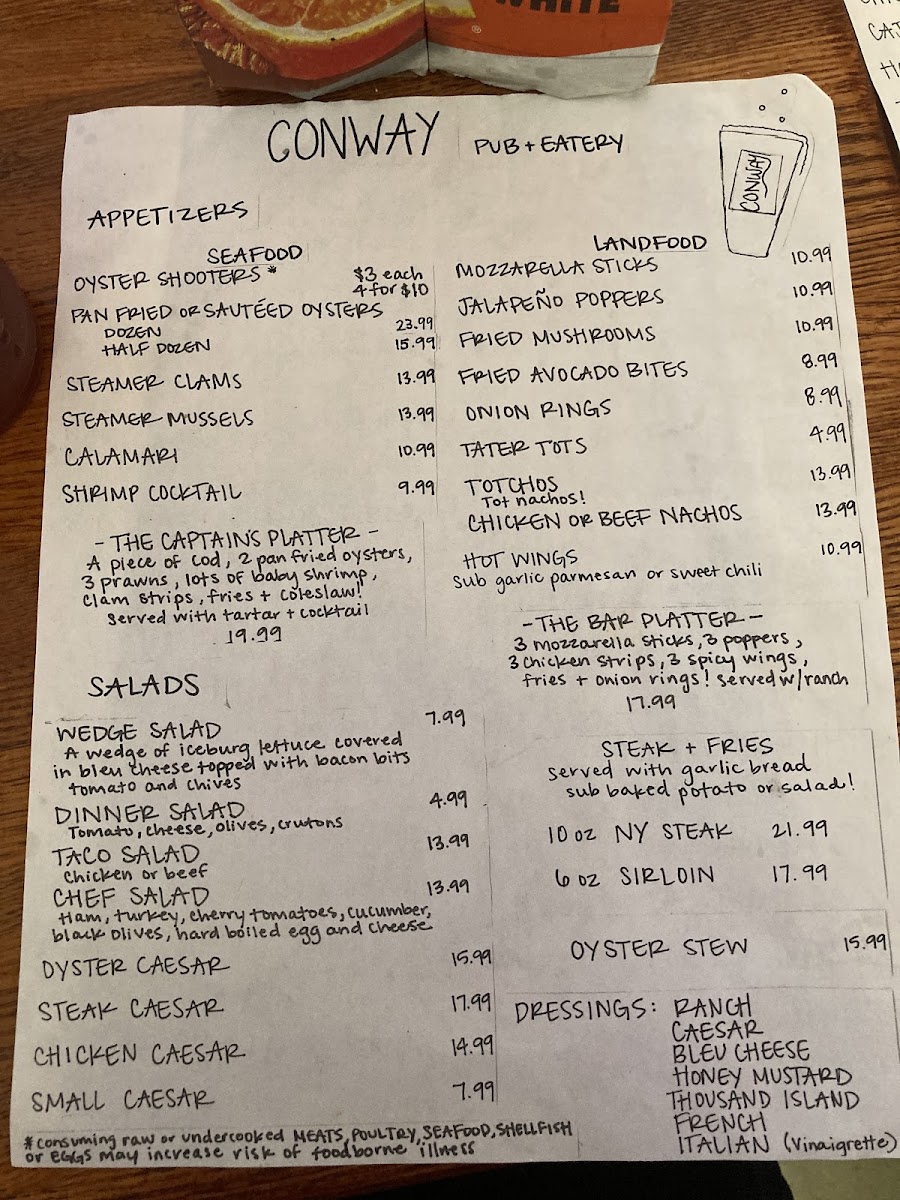 WHITE
®
CONWAY PUB + EATERY
CONWAY
APPETIZERS
SEAFOOD
OYSTER SHOOTERS * $3 each
4 for $10
PAN FRIED OR SAUTÉED OYSTERS
DOZEN 23.99
HALF DOZEN 15.99
STEAMER CLAMS 13.99
STEAMER MUSSELS 13.99
CALAMARI 10.99
SHRIMP COCKTAIL 9.99
- THE CAPTAIN'S PLATTER -
A piece of cod, 2 pan fried oysters,
3 prawns, lots of baby shrimp,
clam strips, fries + coleslaw!
served with tartar + cocktail
19.99
LANDFOOD
MOZZARELLA STICKS 10.99
JALAPEÑO POPPERS 10.99
FRIED MUSHROOMS 10.99
FRIED AVOCADO BITES 8.99
ONION RINGS 8.99
TATER TOTS 4.99
TOTCHOS 13.99
Tot nachos!
CHICKEN OR BEEF NACHOS 13.99
HOT WINGS 10.99
sub garlic parmesan or sweet chili
- THE BAR PLATTER -
3 mozzarella sticks, 3 poppers,
3 chicken strips, 3 spicy wings,
fries + onion rings! served w/ranch
17.99
SALADS
WEDGE SALAD 7.99
A wedge of iceburg lettuce covered
in bleu cheese topped with bacon bits
tomato and chives
DINNER SALAD 4.99
Tomato, cheese, olives, crutons
TACO SALAD 13.99
chicken or beef
CHEF SALAD 13.99
Ham, turkey, cherry tomatoes, cucumber,
black olives, hard boiled egg and cheese
OYSTER CAESAR 15.99
STEAK CAESAR 17.99
CHICKEN CAESAR 14.99
SMALL CAESAR 7.99
STEAK + FRIES
served with garlic bread
sub baked potato or salad!
10 oz NY STEAK 21.99
6 oz SIRLOIN 17.99
OYSTER STEW 15.99
DRESSINGS: RANCH
CAESAR
BLEU CHEESE
HONEY MUSTARD
THOUSAND ISLAND
FRENCH
ITALIAN (Vinaigrette)
*consuming raw or undercooked MEATS, POULTRY, SEAFOOD, SHELLFISH
or EGGS may increase risk of foodborne illness